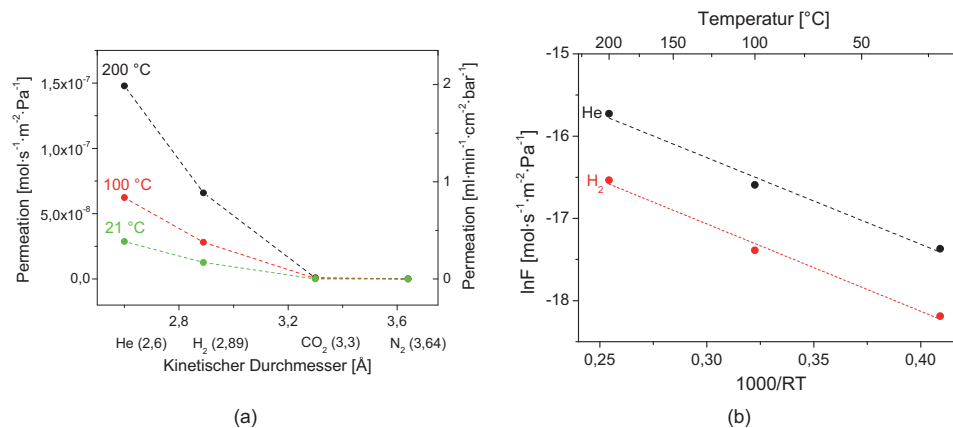 200 °C
100 °C
21 °C
1,5x10⁻⁷
1,0x10⁻⁷
5,0x10⁻⁸
0,0
Permeation [mol·s⁻¹·m⁻²·Pa⁻¹]
2
1
0
Permeation [ml·min⁻¹·cm⁻²·bar⁻¹]
2,8 3,2 3,6
He (2,6) H₂ (2,89) CO₂ (3,3) N₂ (3,64)
Kinetischer Durchmesser [Å]
(a)
Temperatur [°C]
200 150 100 50
-15
-16
-17
-18
lnF [mol·s⁻¹·m⁻²·Pa⁻¹]
He
H₂
0,25 0,30 0,35 0,40
1000/RT
(b)